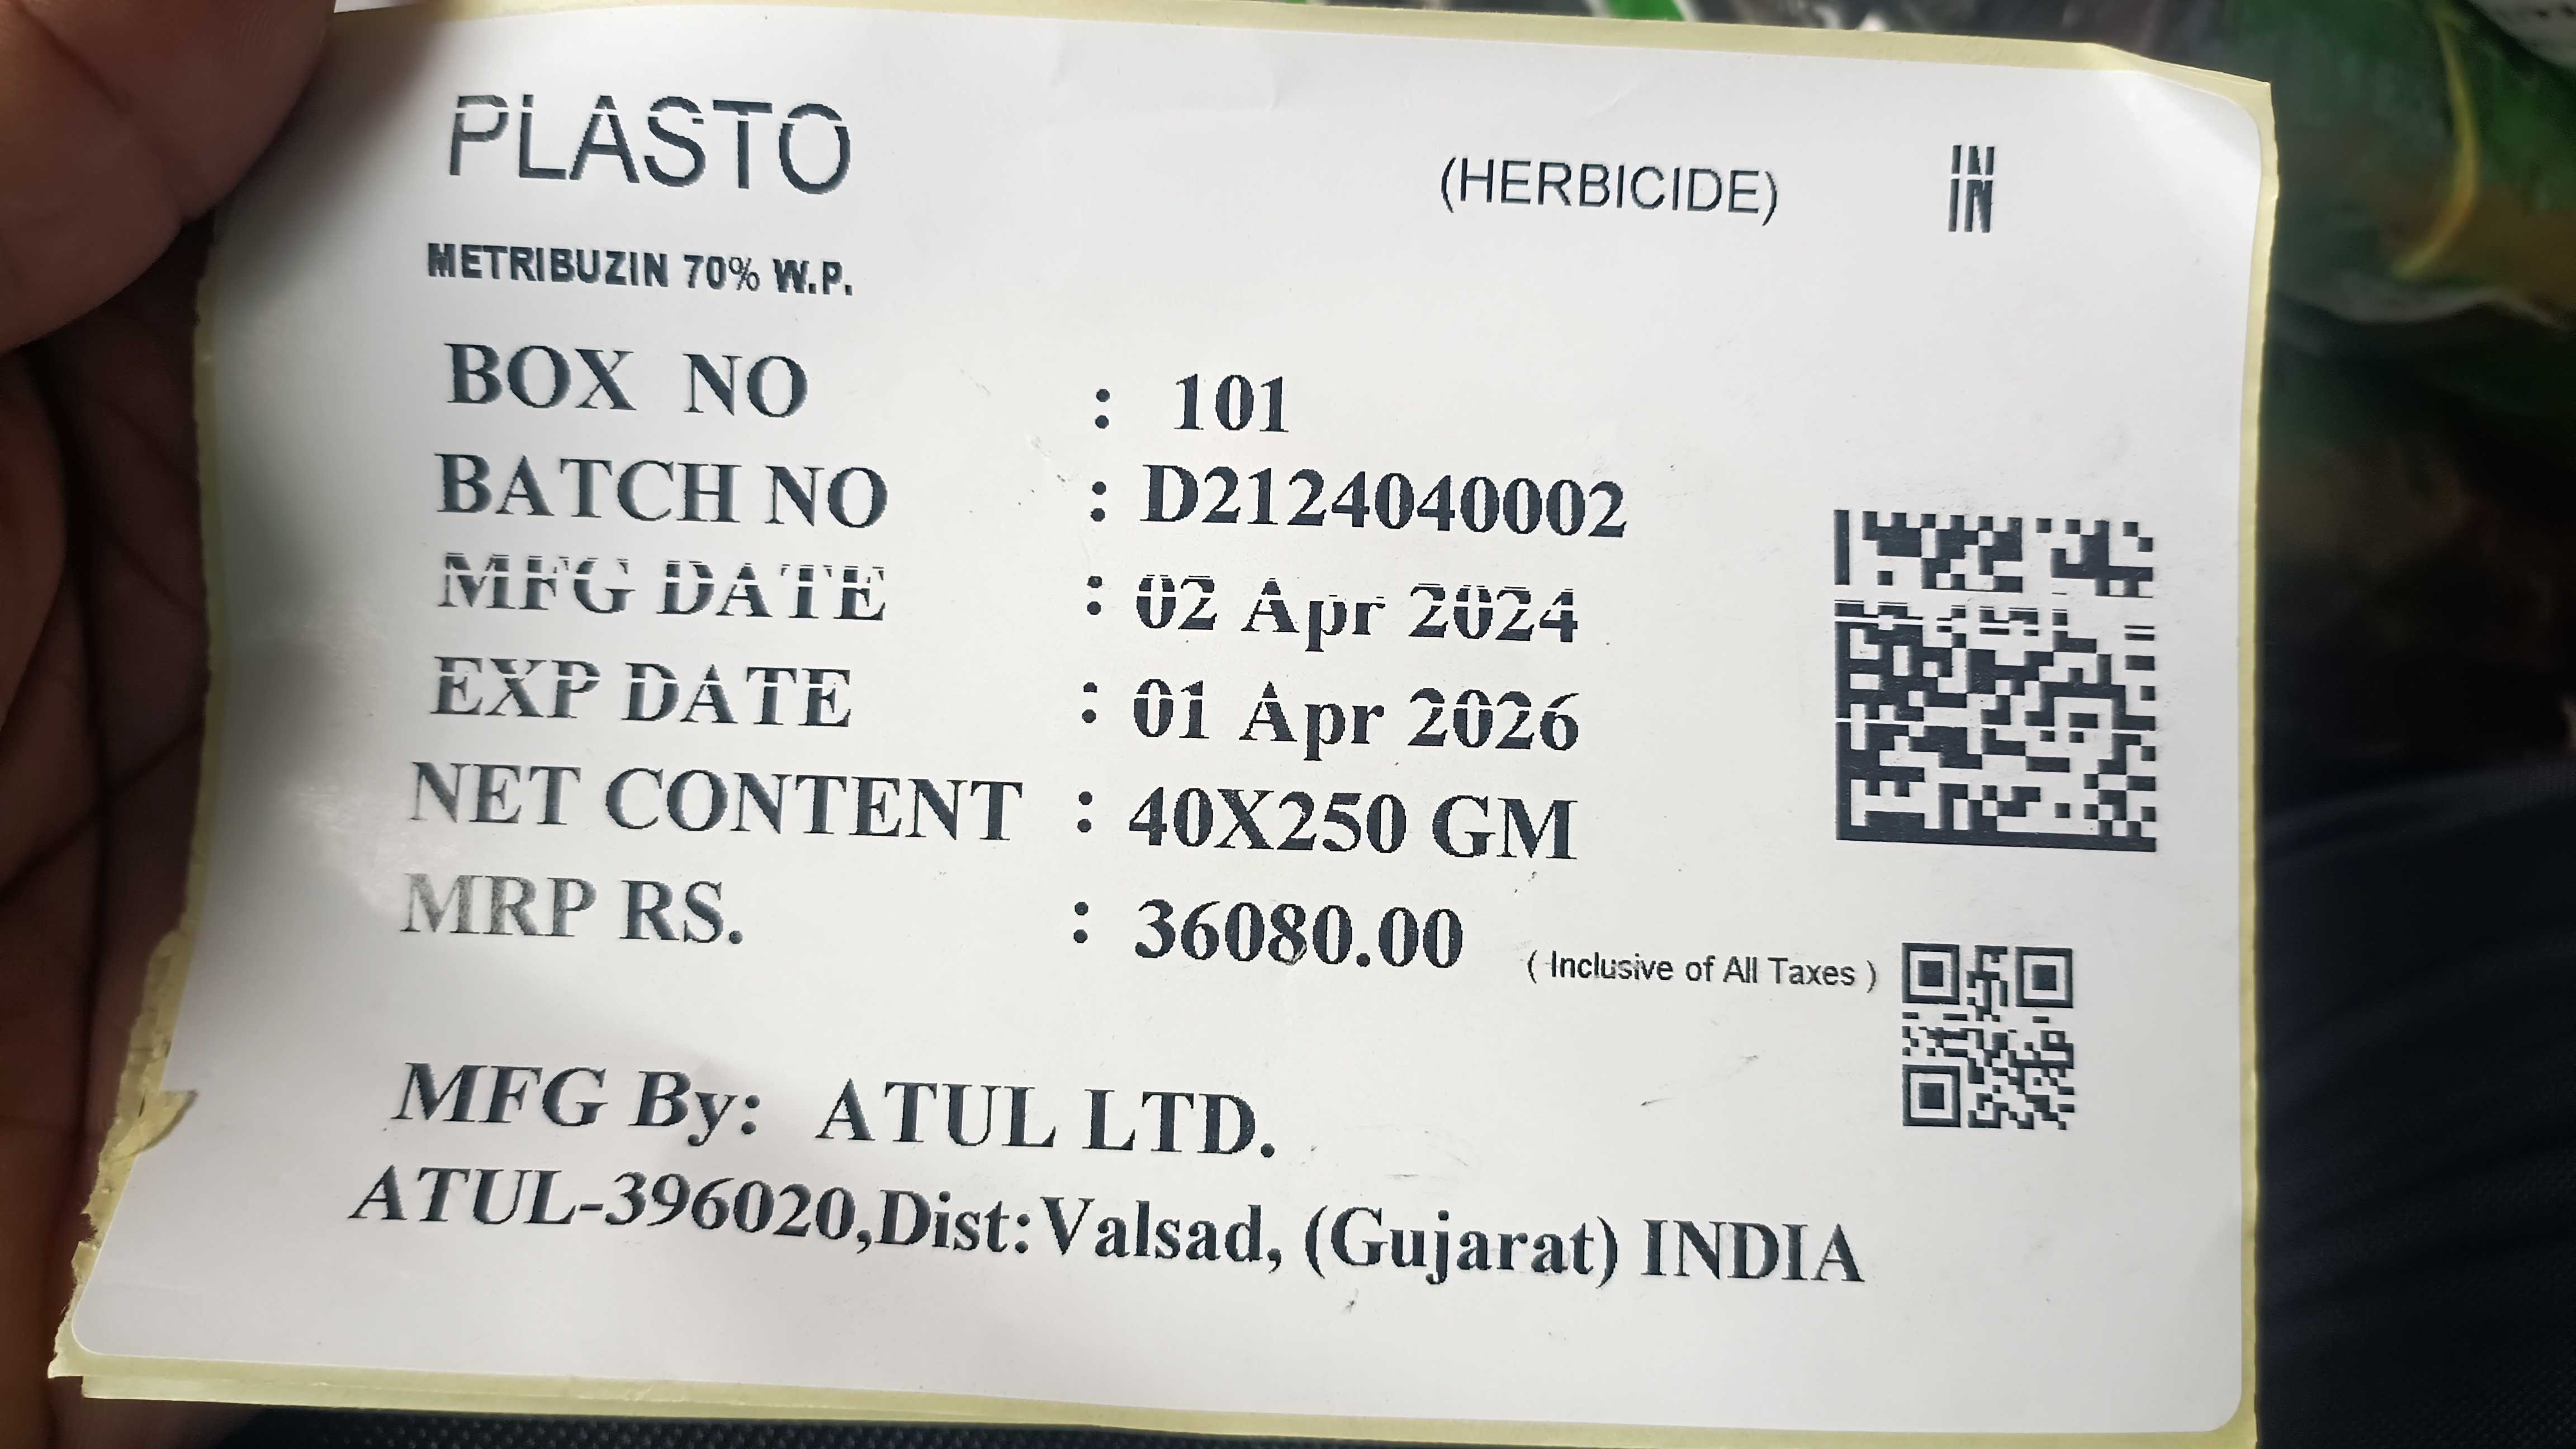 PLASTO (HERBICIDE) IN
METRIBUZIN 70% W.P.
BOX NO : 101
BATCH NO : D2124040002
MFG DATE : 02 Apr 2024
EXP DATE : 01 Apr 2026
NET CONTENT : 40X250 GM
MRP RS. : 36080.00 ( Inclusive of All Taxes )
MFG By: ATUL LTD.
ATUL-396020,Dist:Valsad, (Gujarat) INDIA